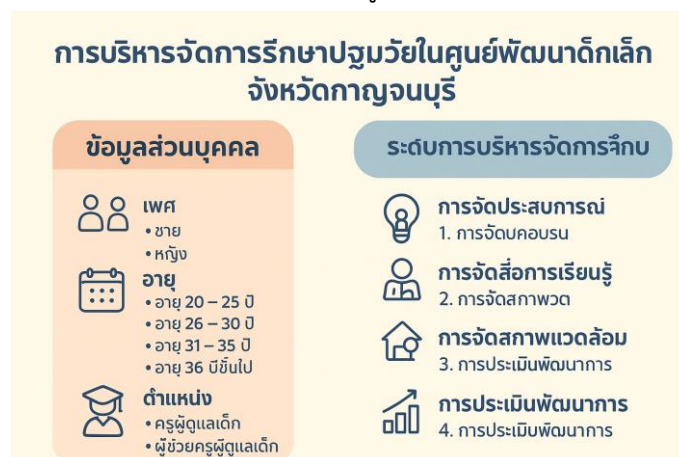 การบริหารจัดการรึกษาปฐมวัยในศูนย์พัฒนาด็กเล็ก
จังหวัดกาญจนบุรี
ข้อมูลส่วนบุคคล
เพศ
• ชาย
• หญิง
อายุ
• อายุ 20 – 25 ปี
• อายุ 26 – 30 ปี
• อายุ 31 – 35 ปี
• อายุ 36 บีชึ้นไป
ตำแหน่ง
• ครูผู้ดูแลเด็ก
• ผู้ช่วยครูผู้ตูแลเด็ก
ระดับการบริหารจัดการจึกบ
การจัดประสบการณ์
1. การจัดบคอบรน
การจัดสื่อการเรียนรู้
2. การจัดสภาพวต
การจัดสภาพแวดล้อม
3. การประเมินพัฒนาการ
การประเมินพัฒนาการ
4. การประเมิบพัฒนาการ